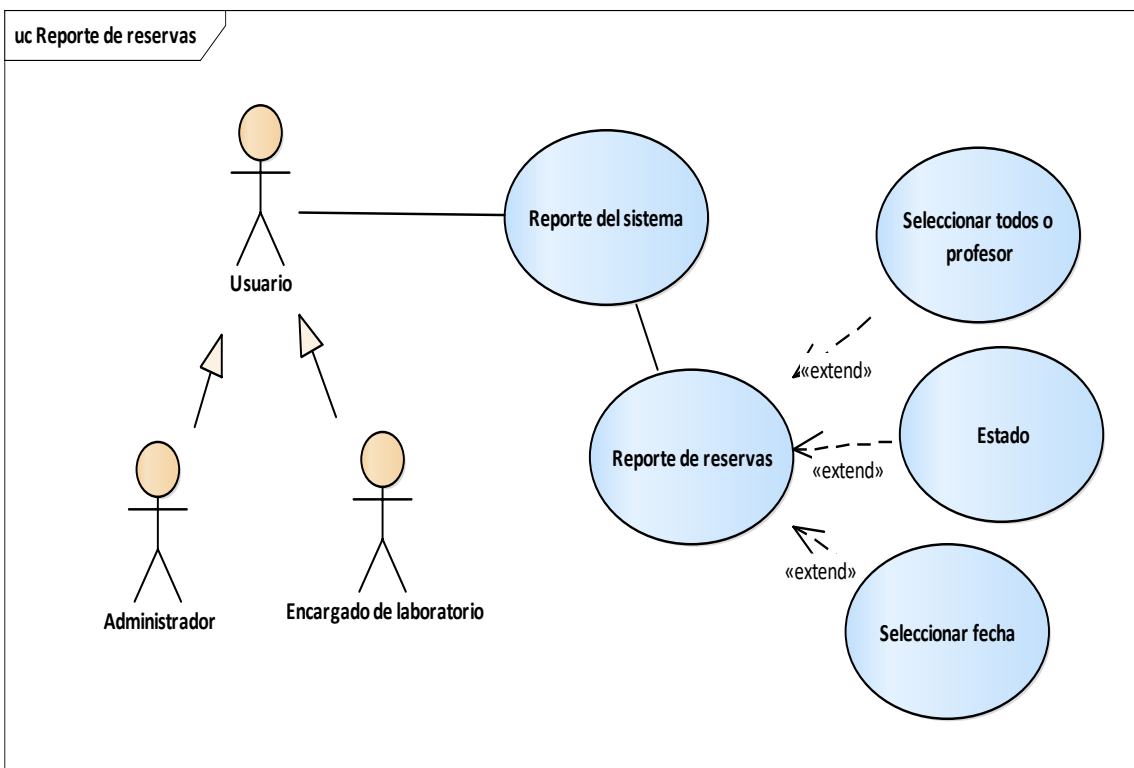 uc Reporte de reservas
Usuario
Administrador
Encargado de laboratorio
Reporte del sistema
Reporte de reservas
Seleccionar todos o
profesor
«extend»
Estado
«extend»
Seleccionar fecha
«extend»